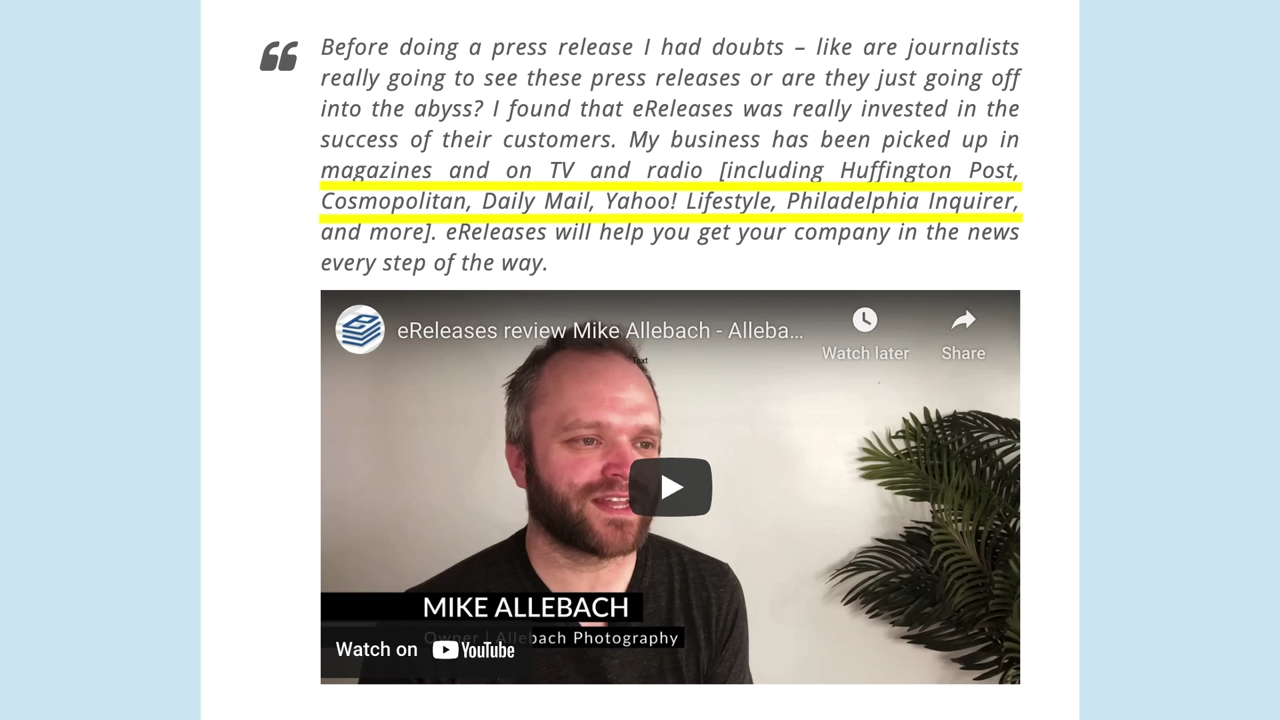 Before doing a press release I had doubts – like are journalists
really going to see these press releases or are they just going off
into the abyss? I found that eReleases was really invested in the
success of their customers. My business has been picked up in
magazines and on TV and radio [including Huffington Post,
Cosmopolitan, Daily Mail, Yahoo! Lifestyle, Philadelphia Inquirer,
and more]. eReleases will help you get your company in the news
every step of the way.
eReleases review Mike Allebach - Alleba...
Watch later
Share
Text
MIKE ALLEBACH
Owner | Allebach Photography
Watch on YouTube